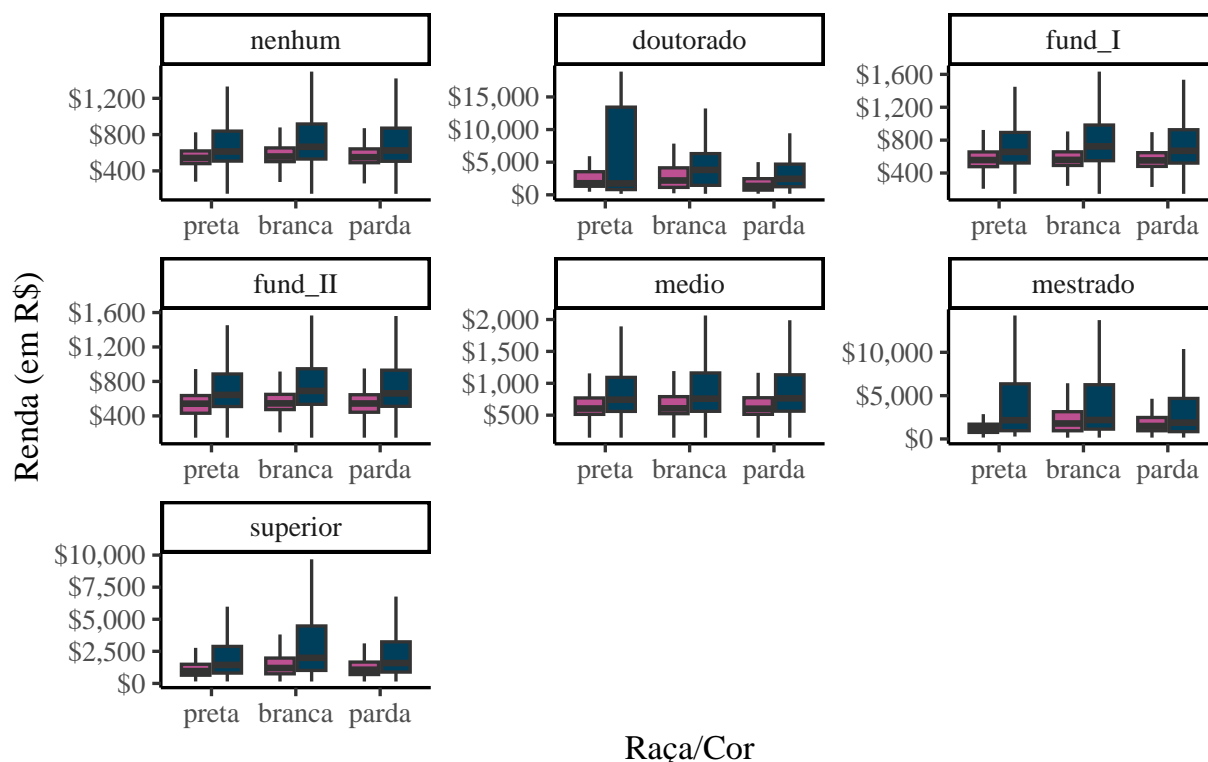 nenhum
doutorado
fund_I
$1,200
$800
$400
$15,000
$10,000
$5,000
$0
$1,600
$1,200
$800
$400
preta branca parda
preta branca parda
preta branca parda
fund_II
medio
mestrado
$1,600
$1,200
$800
$400
$2,000
$1,500
$1,000
$500
$10,000
$5,000
$0
preta branca parda
preta branca parda
preta branca parda
Renda (em R$)
superior
$10,000
$7,500
$5,000
$2,500
$0
preta branca parda
Raça/Cor